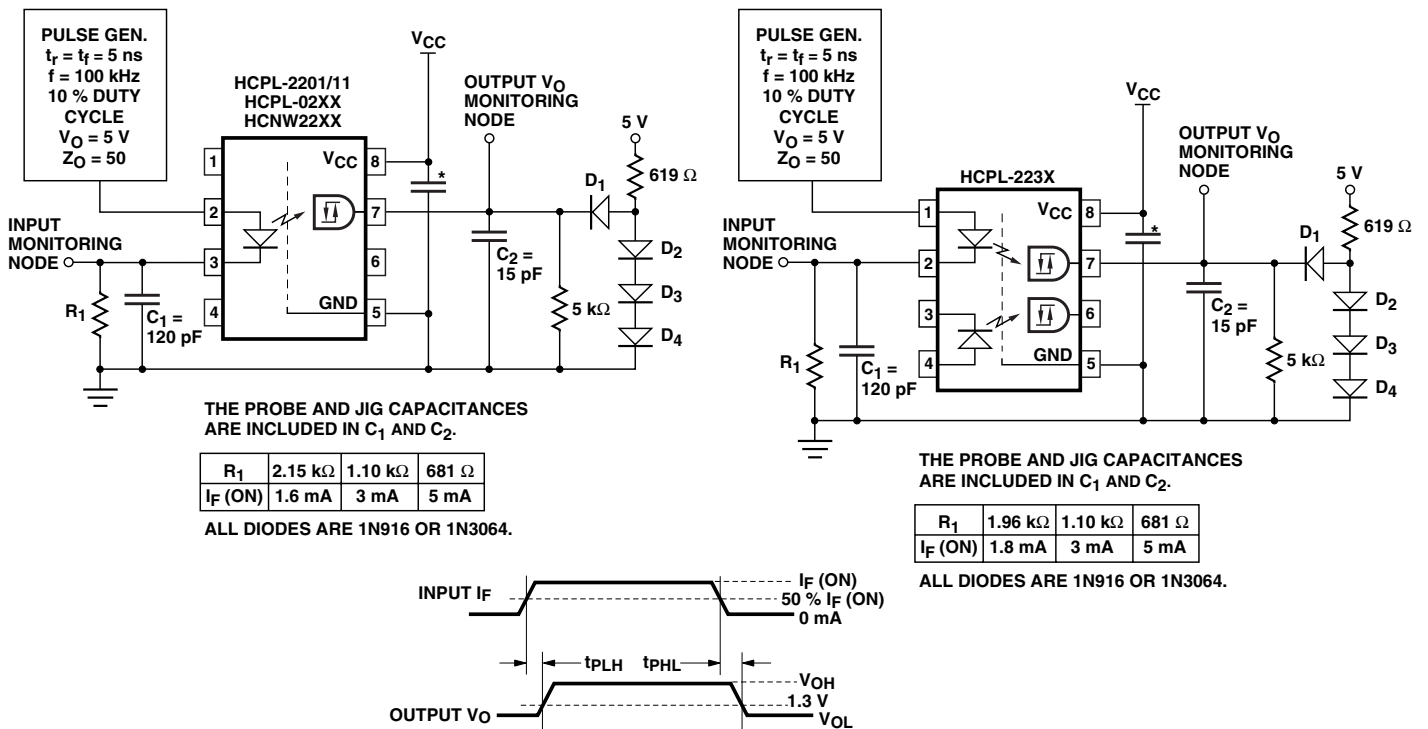 PULSE GEN.
tr = tf = 5 ns
f = 100 kHz
10 % DUTY
CYCLE
VO = 5 V
ZO = 50
HCPL-2201/11
HCPL-02XX
HCNW22XX
VCC
OUTPUT VO
MONITORING
NODE
5 V
619 Ω
D1
1
2
3
4
VCC
8
7
6
GND
5
*
INPUT
MONITORING
NODE
R1
C1 =
120 pF
C2 =
15 pF
5 kΩ
D2
D3
D4
THE PROBE AND JIG CAPACITANCES
ARE INCLUDED IN C1 AND C2.
R1 2.15 kΩ 1.10 kΩ 681 Ω
IF (ON) 1.6 mA 3 mA 5 mA
ALL DIODES ARE 1N916 OR 1N3064.
PULSE GEN.
tr = tf = 5 ns
f = 100 kHz
10 % DUTY
CYCLE
VO = 5 V
ZO = 50
HCPL-223X
VCC
OUTPUT VO
MONITORING
NODE
5 V
619 Ω
D1
1
2
3
4
VCC
8
7
6
GND
5
*
INPUT
MONITORING
NODE
R1
C1 =
120 pF
C2 =
15 pF
5 kΩ
D2
D3
D4
THE PROBE AND JIG CAPACITANCES
ARE INCLUDED IN C1 AND C2.
R1 1.96 kΩ 1.10 kΩ 681 Ω
IF (ON) 1.8 mA 3 mA 5 mA
ALL DIODES ARE 1N916 OR 1N3064.
INPUT IF
IF (ON)
50 % IF (ON)
0 mA
tPLH tPHL
OUTPUT VO
VOH
1.3 V
VOL